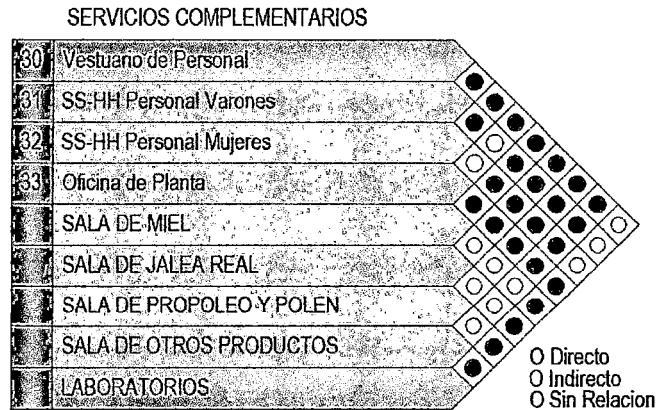 SERVICIOS COMPLEMENTARIOS
30 Vestuario de Personal
31 SS-HH Personal Varones
32 SS-HH Personal Mujeres
33 Oficina de Planta
SALA DE MIEL
SALA DE JALEA REAL
SALA DE PROPOLEO Y POLEN
SALA DE OTROS PRODUCTOS
LABORATORIOS
O Directo
O Indirecto
O Sin Relacion